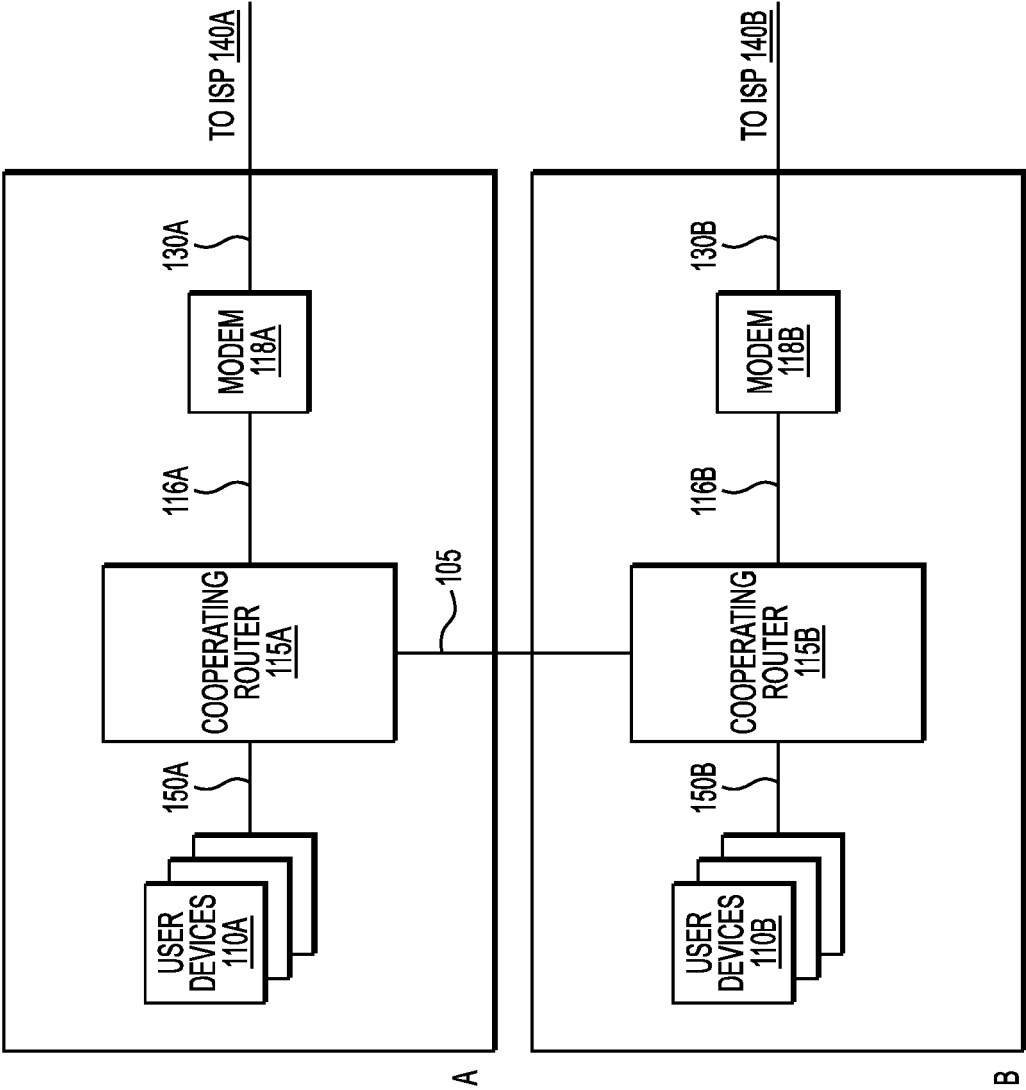 A
USER
DEVICES
110A
150A
COOPERATING
ROUTER
115A
116A
MODEM
118A
130A
TO ISP 140A
105
B
USER
DEVICES
110B
150B
COOPERATING
ROUTER
115B
116B
MODEM
118B
130B
TO ISP 140B